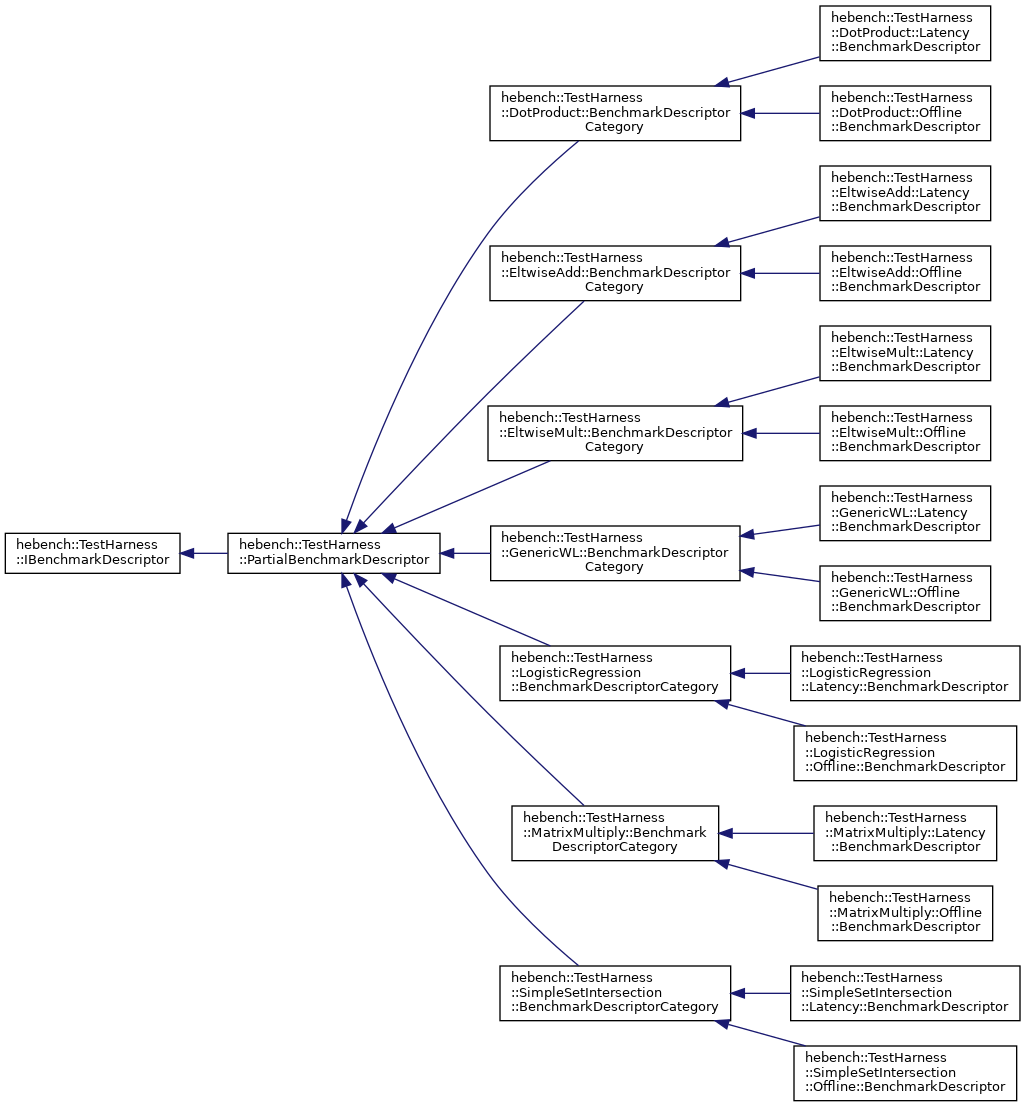 hebench::TestHarness
::DotProduct::Latency
::BenchmarkDescriptor
hebench::TestHarness
::DotProduct::BenchmarkDescriptor
Category
hebench::TestHarness
::DotProduct::Offline
::BenchmarkDescriptor
hebench::TestHarness
::EltwiseAdd::Latency
::BenchmarkDescriptor
hebench::TestHarness
::EltwiseAdd::BenchmarkDescriptor
Category
hebench::TestHarness
::EltwiseAdd::Offline
::BenchmarkDescriptor
hebench::TestHarness
::EltwiseMult::Latency
::BenchmarkDescriptor
hebench::TestHarness
::EltwiseMult::BenchmarkDescriptor
Category
hebench::TestHarness
::EltwiseMult::Offline
::BenchmarkDescriptor
hebench::TestHarness
::GenericWL::Latency
::BenchmarkDescriptor
hebench::TestHarness
::IBenchmarkDescriptor
hebench::TestHarness
::PartialBenchmarkDescriptor
hebench::TestHarness
::GenericWL::BenchmarkDescriptor
Category
hebench::TestHarness
::GenericWL::Offline
::BenchmarkDescriptor
hebench::TestHarness
::LogisticRegression
::BenchmarkDescriptorCategory
hebench::TestHarness
::LogisticRegression
::Latency::BenchmarkDescriptor
hebench::TestHarness
::LogisticRegression
::Offline::BenchmarkDescriptor
hebench::TestHarness
::MatrixMultiply::Benchmark
DescriptorCategory
hebench::TestHarness
::MatrixMultiply::Latency
::BenchmarkDescriptor
hebench::TestHarness
::MatrixMultiply::Offline
::BenchmarkDescriptor
hebench::TestHarness
::SimpleSetIntersection
::BenchmarkDescriptorCategory
hebench::TestHarness
::SimpleSetIntersection
::Latency::BenchmarkDescriptor
hebench::TestHarness
::SimpleSetIntersection
::Offline::BenchmarkDescriptor